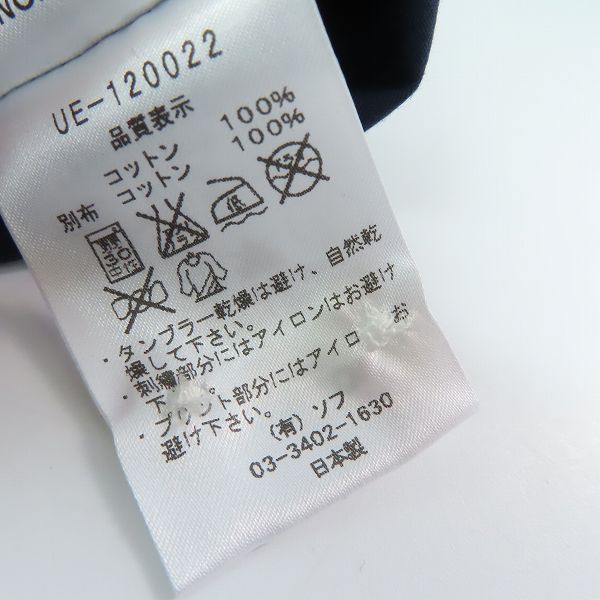 UE-120022
品質表示
コットン 100%
別布 コットン 100%
低
・タンブラー乾燥は避け、自然乾
燥して下さい。
・刺繍部分にはアイロンはお避け
下
・プリント部分にはアイロ お
避け下さい。
(有) ソフ
03-3402-1630
日本製